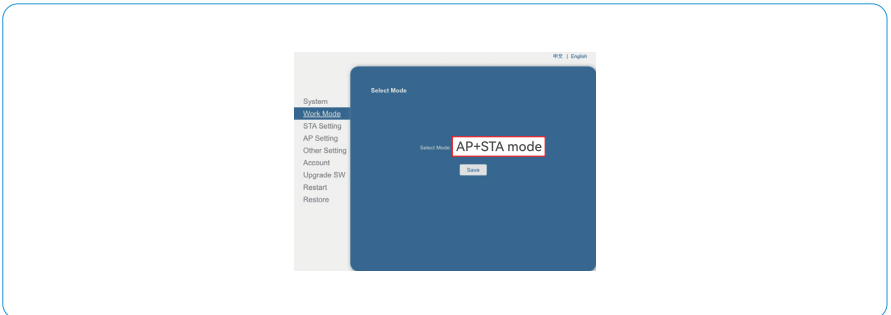 中文 | English
Select Mode
System
Work Mode
STA Setting
AP Setting
Other Setting
Account
Upgrade SW
Restart
Restore
Select Mode AP+STA mode
Save